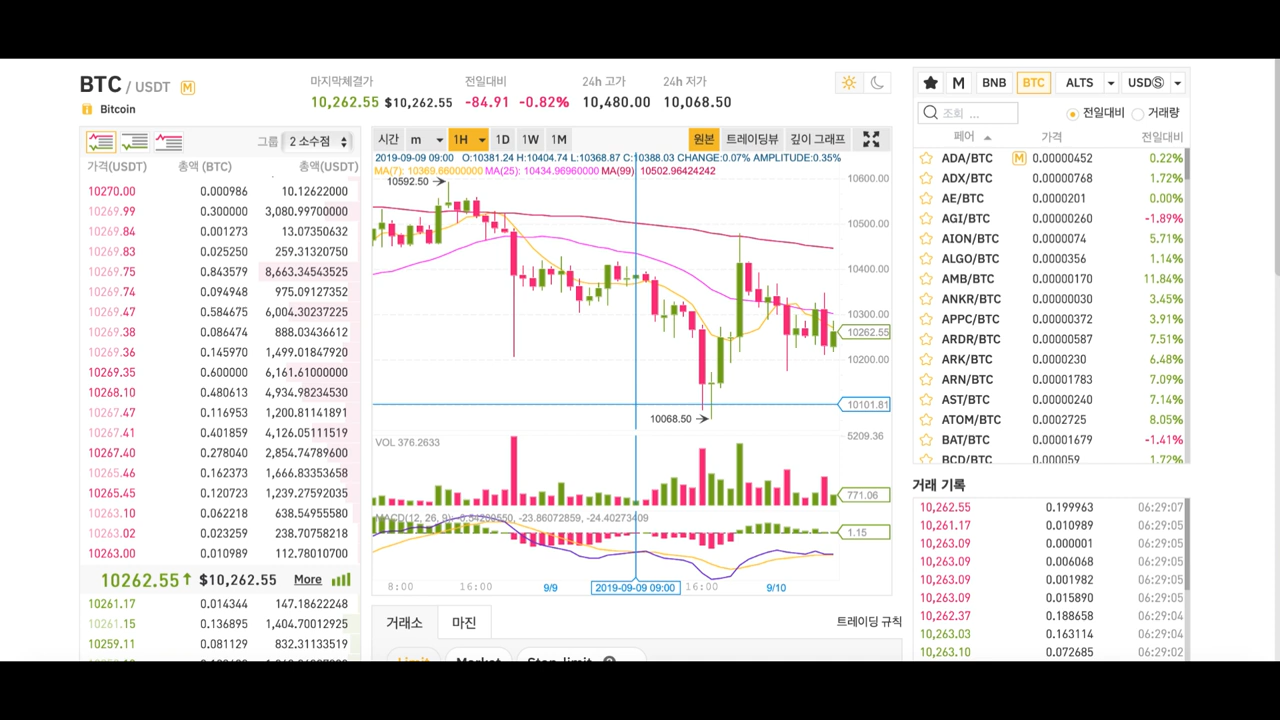 BTC / USDT M
Bitcoin
마지막체결가
10,262.55 $10,262.55
전일대비
-84.91 -0.82%
24h 고가
10,480.00
24h 저가
10,068.50
그룹 2 소수점
가격(USDT) 총액 (BTC) 총액(USDT)
10270.00 0.000986 10.12622000
10269.99 0.300000 3,080.99700000
10269.84 0.001273 13.07350632
10269.83 0.025250 259.31320750
10269.75 0.843579 8,663.34543525
10269.74 0.094948 975.09127352
10269.47 0.584675 6,004.30237225
10269.38 0.086474 888.03436612
10269.36 0.145970 1,499.01847920
10269.35 0.600000 6,161.61000000
10268.10 0.480613 4,934.98234530
10267.47 0.116953 1,200.81141891
10267.41 0.401859 4,126.05111519
10267.40 0.278040 2,854.74789600
10265.46 0.162373 1,666.83353658
10265.45 0.120723 1,239.27592035
10263.10 0.062218 638.54955580
10263.02 0.023259 238.70758218
10263.00 0.010989 112.78010700
10262.55 $10,262.55 More
10261.17 0.014344 147.18622248
10261.15 0.136895 1,404.70012925
10259.11 0.081129 832.31133519
시간 m 1H 1D 1W 1M 원본 트레이딩뷰 깊이 그래프
2019-09-09 09:00 O:10381.24 H:10404.74 L:10368.87 C:10388.03 CHANGE:0.07% AMPLITUDE:0.35%
MA(7): 10369.66000000 MA(25): 10434.96960000 MA(99): 10502.96424242
10592.50
10600.00
10500.00
10400.00
10300.00
10262.55
10200.00
10101.81
10068.50
VOL 376.2633
5209.36
771.06
MACD(12, 26, 9): -23.86072859, -24.40273409
1.15
8:00 16:00 9/9 2019-09-09 09:00 16:00 9/10
거래소 마진 트레이딩 규칙
Limit Market Stop-limit
M BNB BTC ALTS USDⓈ
조회 ... 전일대비 거래량
페어 가격 전일대비
ADA/BTC M 0.00000452 0.22%
ADX/BTC 0.00000768 1.72%
AE/BTC 0.0000201 0.00%
AGI/BTC 0.00000260 -1.89%
AION/BTC 0.0000074 5.71%
ALGO/BTC 0.0000356 1.14%
AMB/BTC 0.00000170 11.84%
ANKR/BTC 0.00000030 3.45%
APPC/BTC 0.00000372 3.91%
ARDR/BTC 0.00000587 7.51%
ARK/BTC 0.0000230 6.48%
ARN/BTC 0.00001783 7.09%
AST/BTC 0.00000240 7.14%
ATOM/BTC 0.0002725 8.05%
BAT/BTC 0.00001679 -1.41%
BCD/BTC 0.000059 1.72%
거래 기록
10,262.55 0.199963 06:29:07
10,261.17 0.010989 06:29:05
10,263.09 0.000001 06:29:05
10,263.09 0.006068 06:29:05
10,263.09 0.001982 06:29:05
10,263.09 0.015890 06:29:05
10,262.37 0.188658 06:29:04
10,263.03 0.163114 06:29:04
10,263.10 0.072685 06:29:02